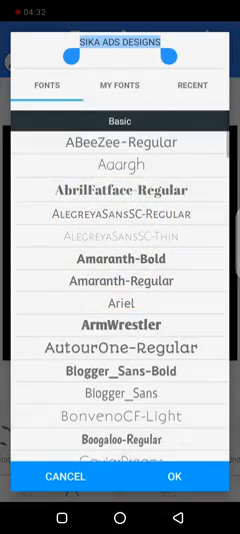 04:32
SIKA ADS DESIGNS
FONTS MY FONTS RECENT
Basic
ABeeZee-Regular
Aaargh
AbrilFatface-Regular
AlegreyaSansSC-Regular
AlegreyaSansSC-Thin
Amaranth-Bold
Amaranth-Regular
Ariel
ArmWrestler
AutourOne-Regular
Blogger_Sans-Bold
Blogger_Sans
BonvenoCF-Light
Boogaloo-Regular
CaviarDreams
CANCEL OK